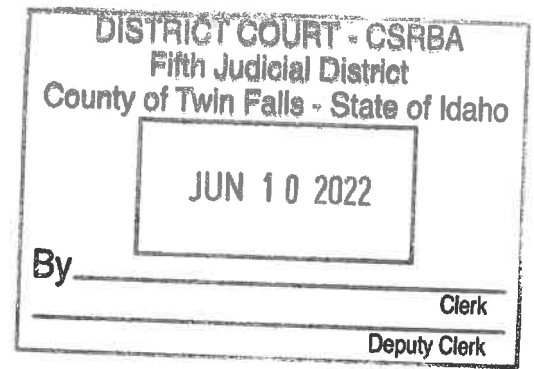 DISTRICT COURT - CSRBA
Fifth Judicial District
County of Twin Falls - State of Idaho
JUN 10 2022
By
Clerk
Deputy Clerk